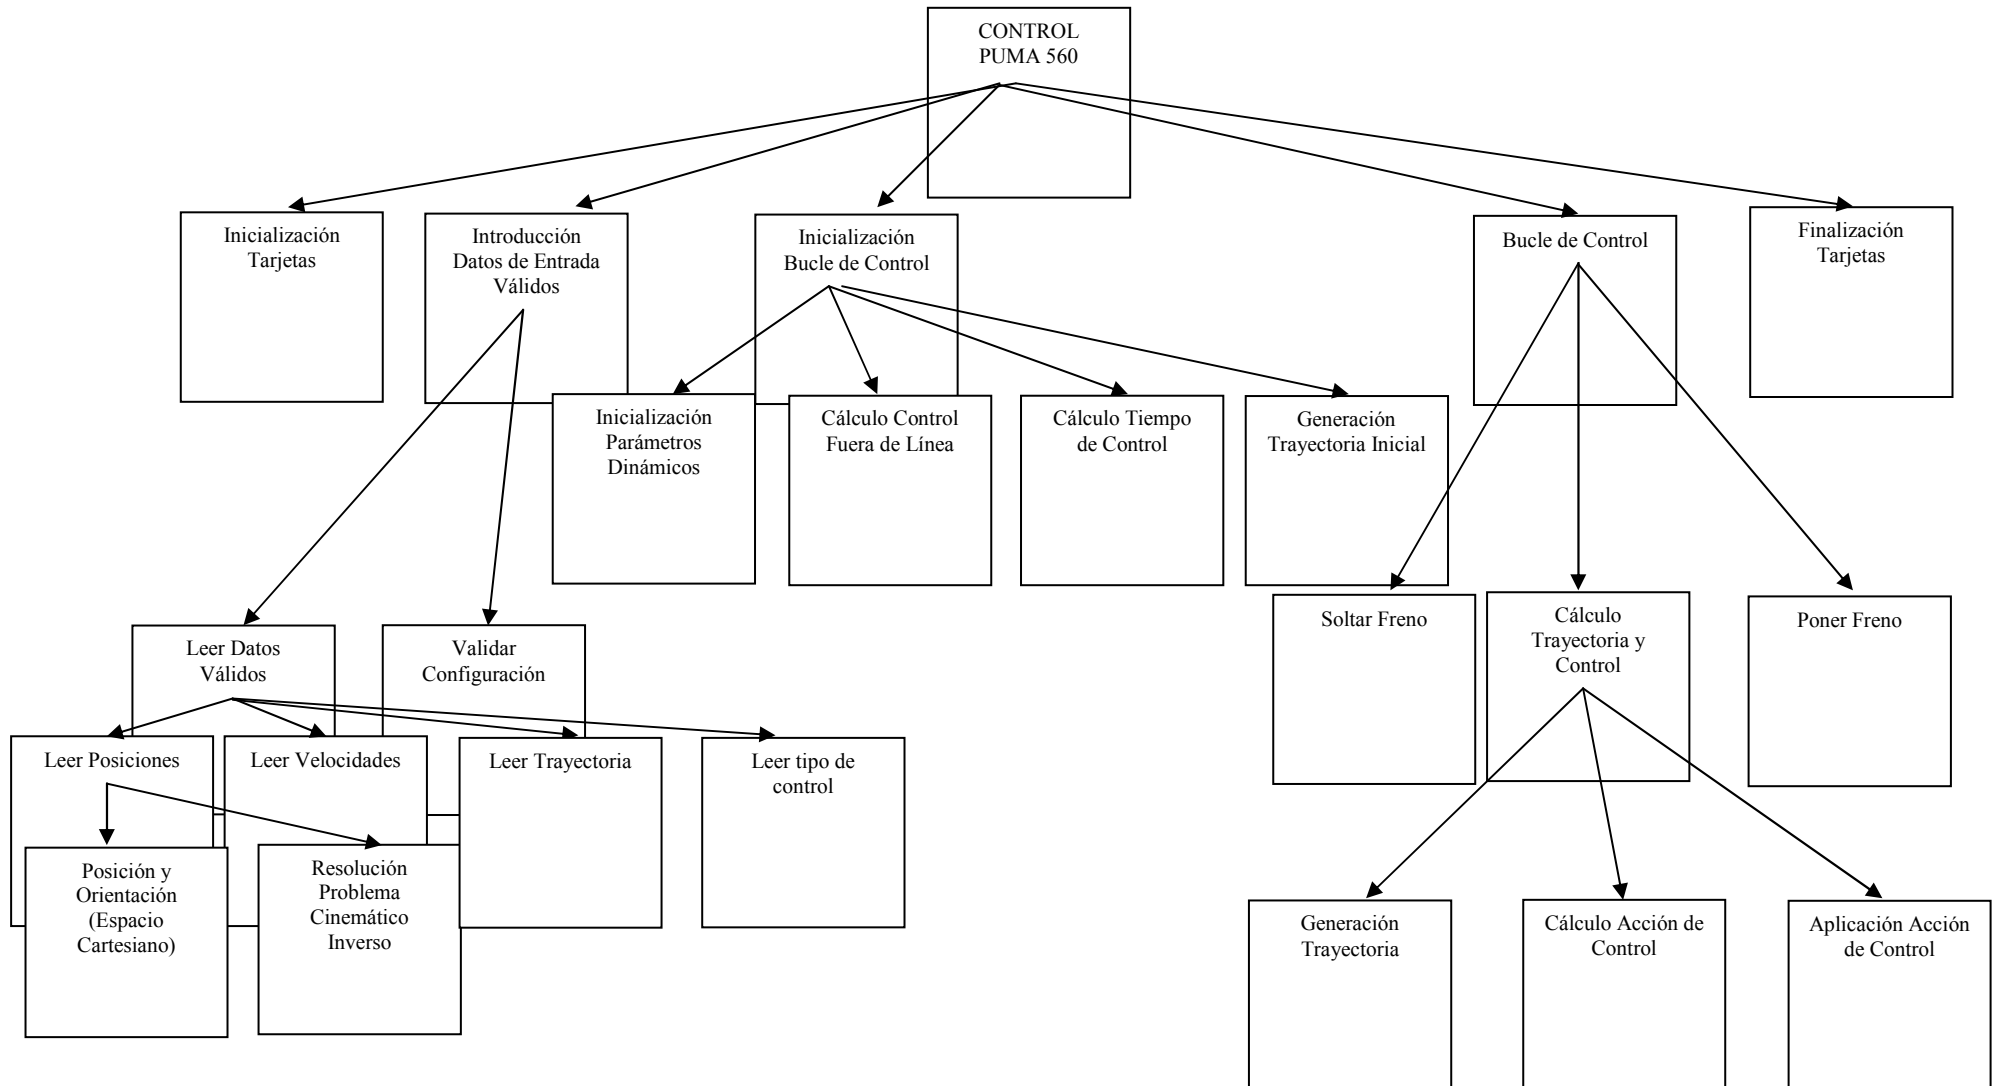 CONTROL
PUMA 560
Inicialización
Tarjetas
Introducción
Datos de Entrada
Válidos
Inicialización
Bucle de Control
Bucle de Control
Finalización
Tarjetas
Inicialización
Parámetros
Dinámicos
Cálculo Control
Fuera de Línea
Cálculo Tiempo
de Control
Generación
Trayectoria Inicial
Soltar Freno
Cálculo
Trayectoria y
Control
Poner Freno
Leer Datos
Válidos
Validar
Configuración
Leer Posiciones
Leer Velocidades
Leer Trayectoria
Leer tipo de
control
Posición y
Orientación
(Espacio
Cartesiano)
Resolución
Problema
Cinemático
Inverso
Generación
Trayectoria
Cálculo Acción de
Control
Aplicación Acción
de Control